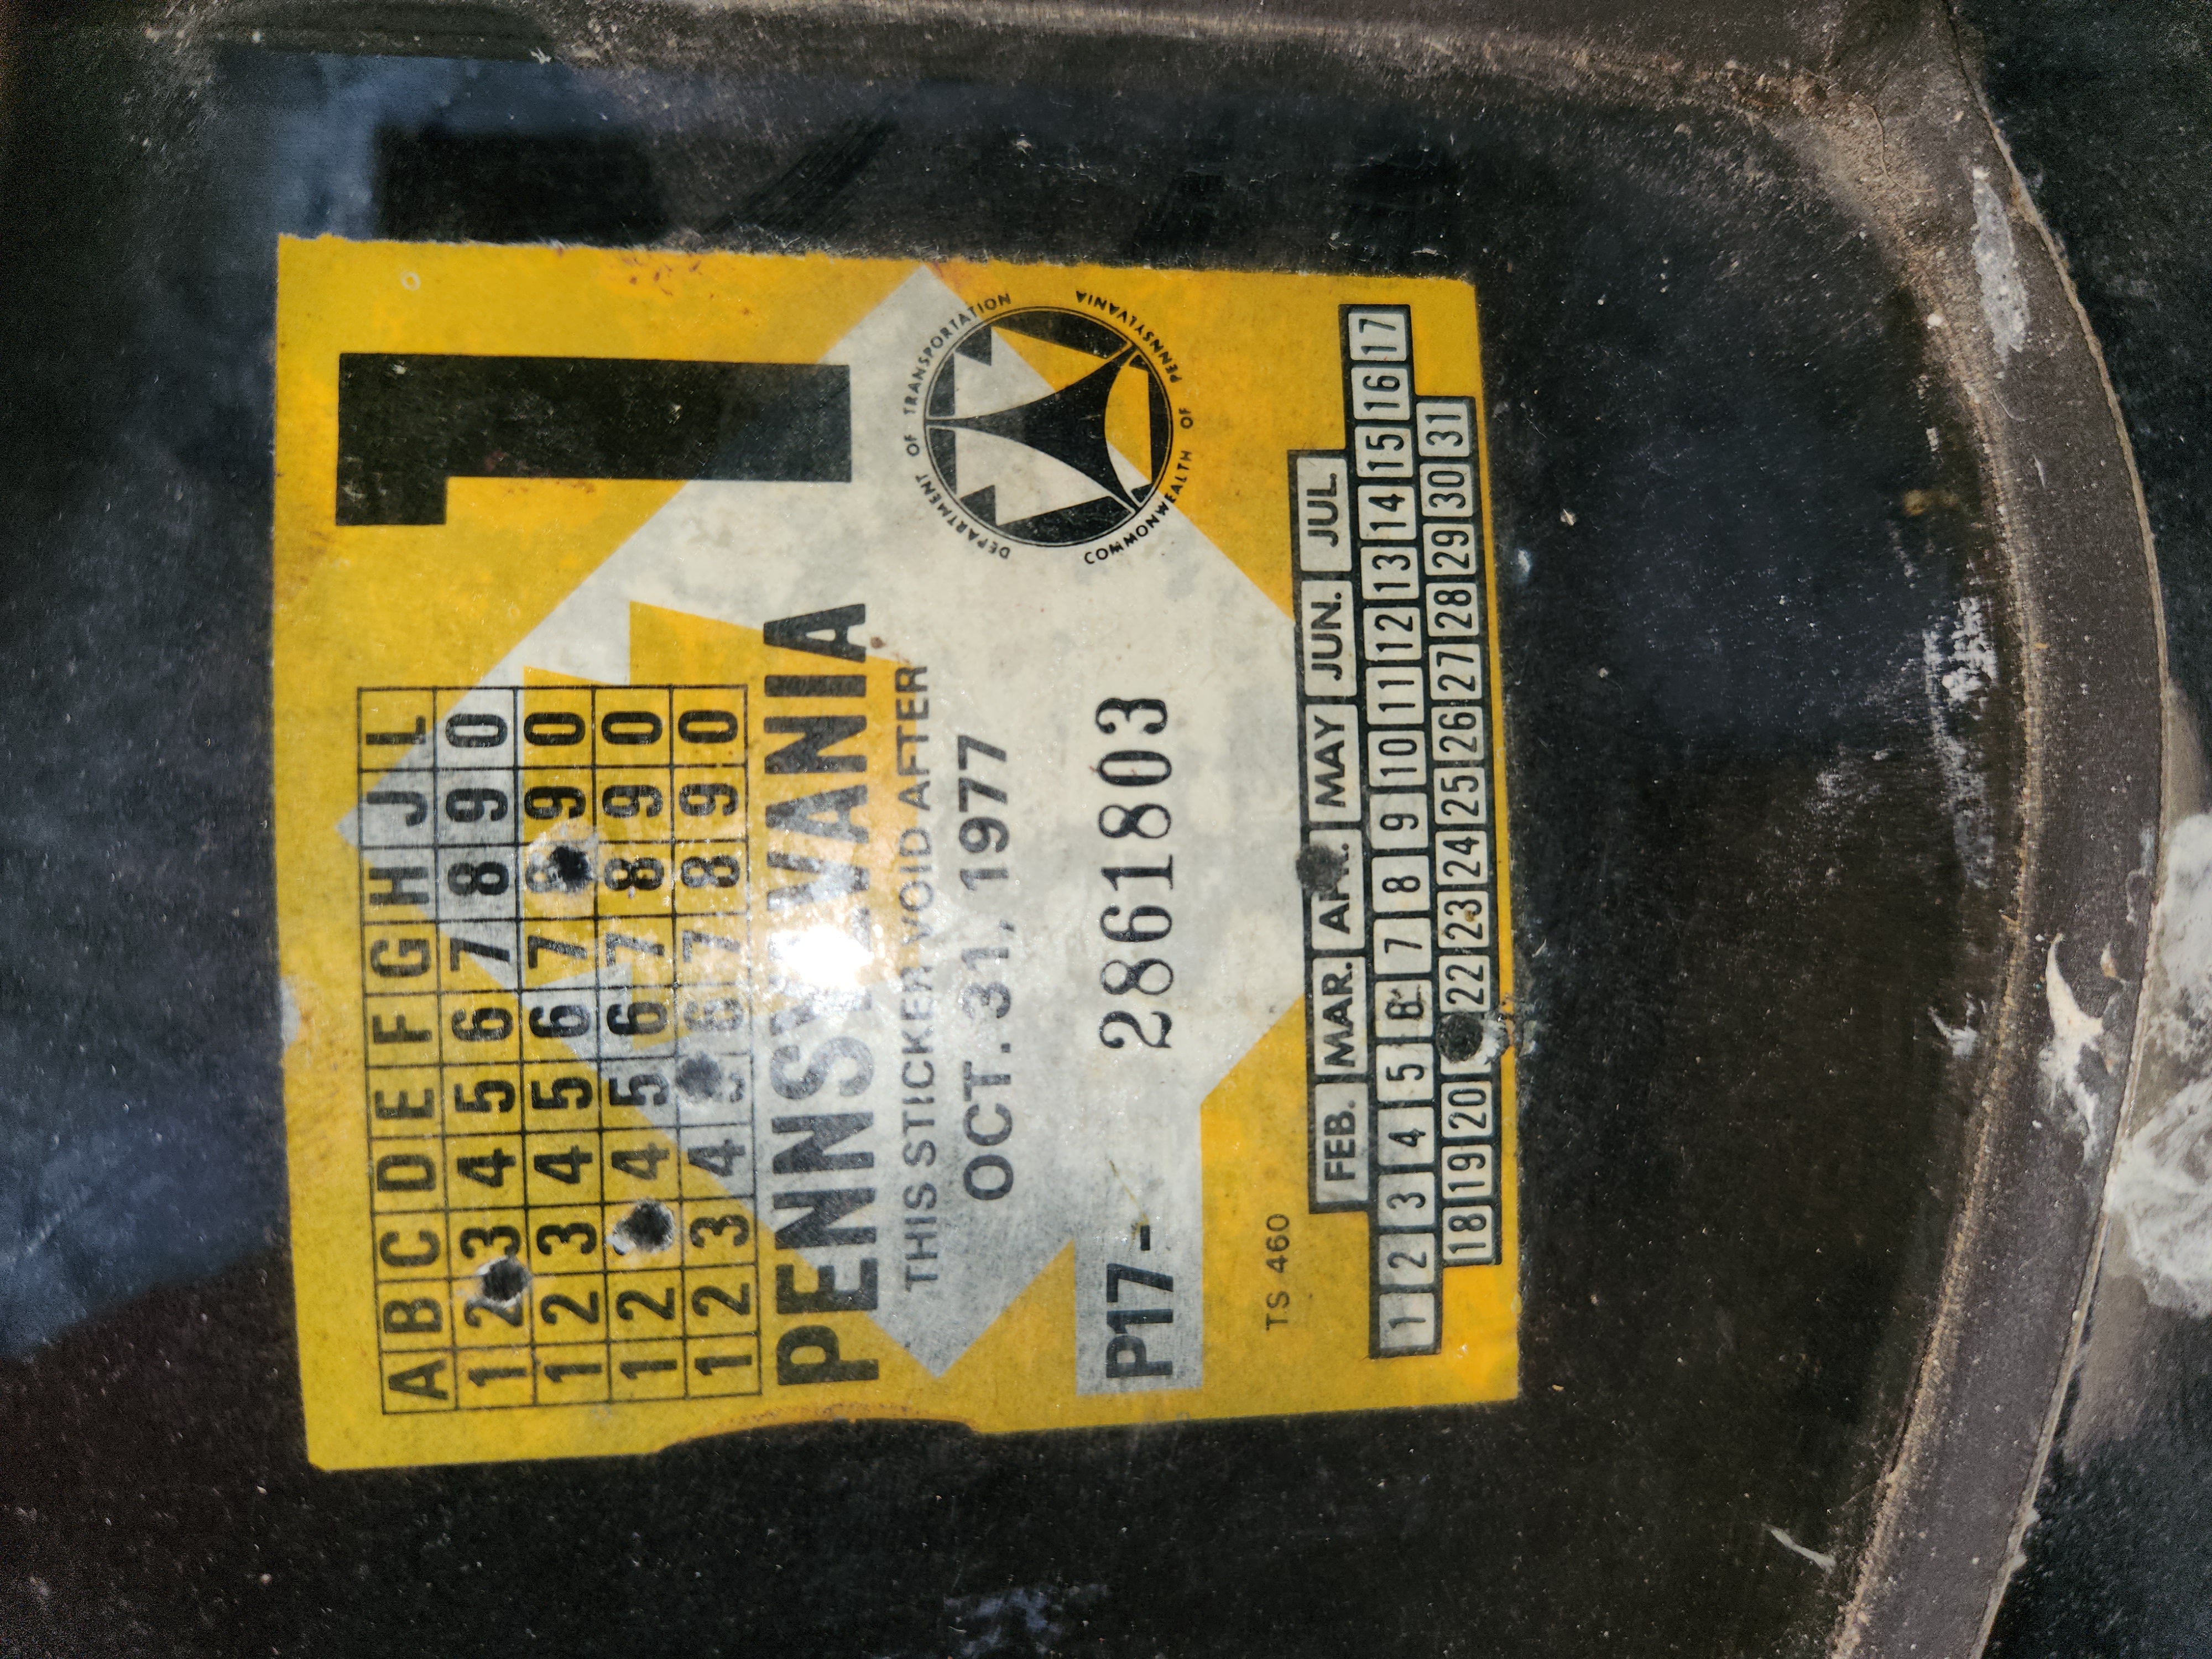 A B C D E F G H J L
1 2 3 4 5 6 7 8 9 0
1 2 3 4 5 6 7 8 9 0
1 2 4 5 6 7 8 9 0
1 2 3 4 6 7 8 9 0
1
PENNSYLVANIA
THIS STICKER VOID AFTER
OCT. 31, 1977
DEPARTMENT OF TRANSPORTATION
COMMONWEALTH OF PENNSYLVANIA
P17- 2861803
TS 460
FEB. MAR. APR. MAY JUN. JUL.
1 2 3 4 5 6 7 8 9 10 11 12 13 14 15 16 17
18 19 20 22 23 24 25 26 27 28 29 30 31